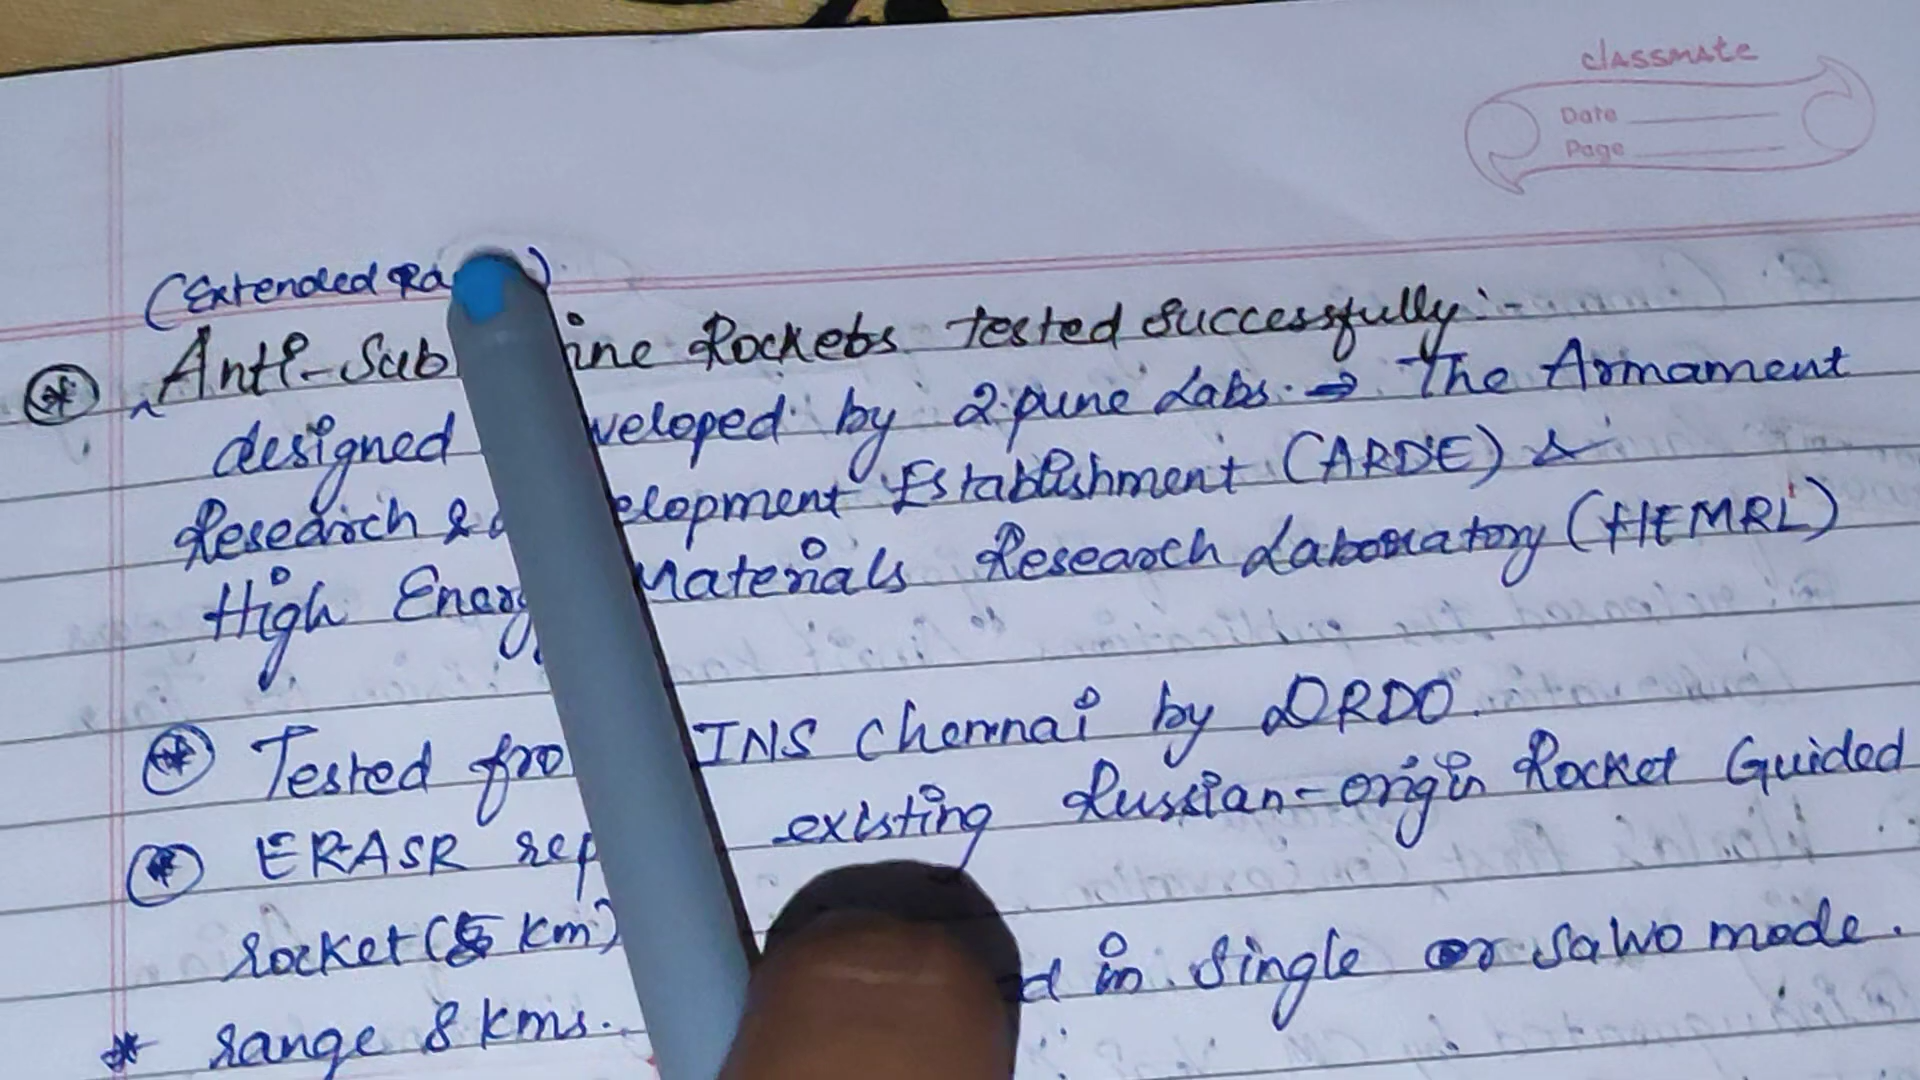 classmate
Date
Page
(Extended Ra )
Anti-Sub ine Rockets tested successfully:-
designed veloped by 2 pune Labs. → The Armament
Research & d elopment Establishment (ARDE) &
High Energ Materials Research Laboratory (HEMRL)
Tested fro INS Chennai by DRDO.
ERASR rep existing Russian-origin Rocket Guided
rocket (5 km)
d in single or salvo mode.
* range 8 kms.